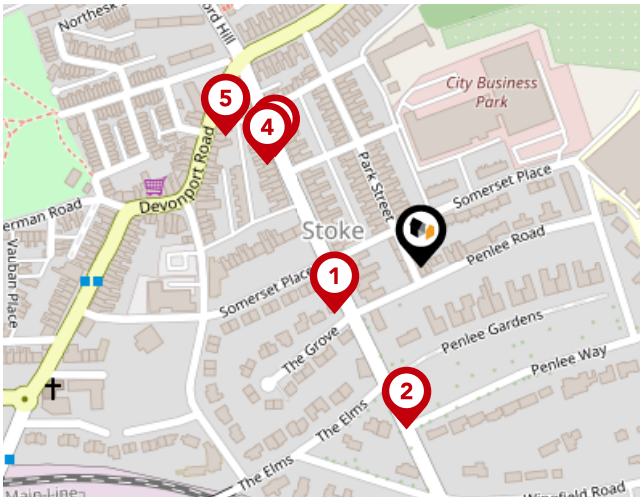 Northesk
ord Hill
5
4
City Business
Park
Devonport Road
Park Street
Somerset Place
erman Road
Vauban Place
Stoke
Penlee Road
Somerset Place
1
The Grove
Penlee Gardens
2
Penlee Way
The Elms
The Elms
Main-Line
Wingfield Road